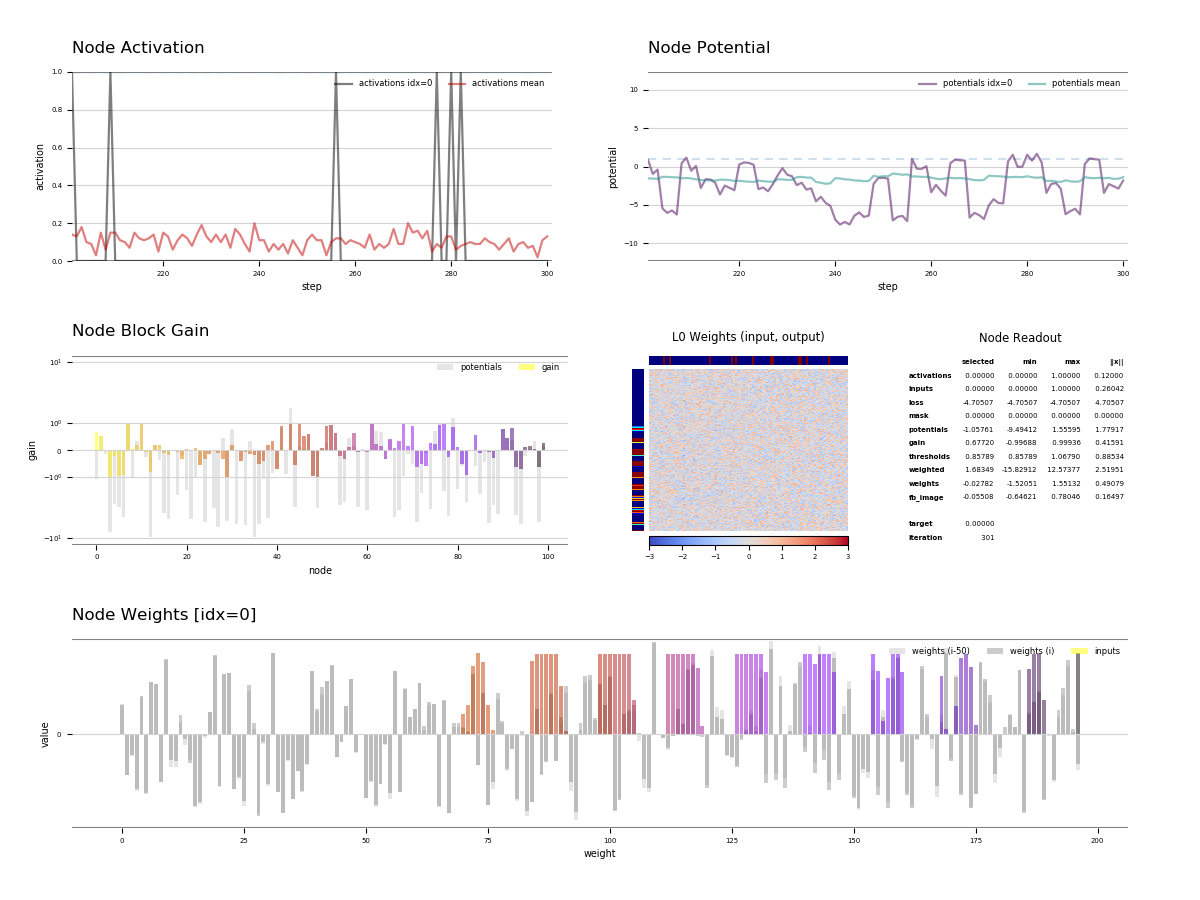 Node Activation
activations idx=0 activations mean
1.0
0.8
0.6
0.4
0.2
0.0
activation
220 240 260 280 300
step
Node Potential
potentials idx=0 potentials mean
10
5
0
−5
−10
potential
220 240 260 280 300
step
Node Block Gain
potentials gain
10¹
10⁰
0
−10⁰
−10¹
gain
0 20 40 60 80 100
node
L0 Weights (input, output)
−3 −2 −1 0 1 2 3
Node Readout
selected min max ||x||
activations 0.00000 0.00000 1.00000 0.12000
inputs 0.00000 0.00000 1.00000 0.26042
loss -4.70507 -4.70507 -4.70507 4.70507
mask 0.00000 0.00000 0.00000 0.00000
potentials -1.05761 -9.49412 1.55595 1.77917
gain 0.67720 -0.99688 0.99936 0.41591
thresholds 0.85789 0.85789 1.06790 0.88534
weighted 1.68349 -15.82912 12.57377 2.51951
weights -0.02782 -1.52051 1.55132 0.49079
fb_image -0.05508 -0.64621 0.78046 0.16497
target 0.00000
iteration 301
Node Weights [idx=0]
weights (i-50) weights (i) inputs
0
value
0 25 50 75 100 125 150 175 200
weight